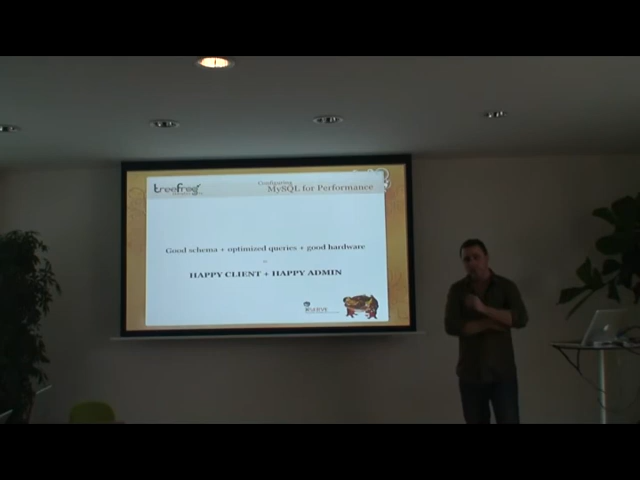 treefrog
Configuring
MySQL for Performance
Good schema + optimized queries + good hardware
=
HAPPY CLIENT + HAPPY ADMIN